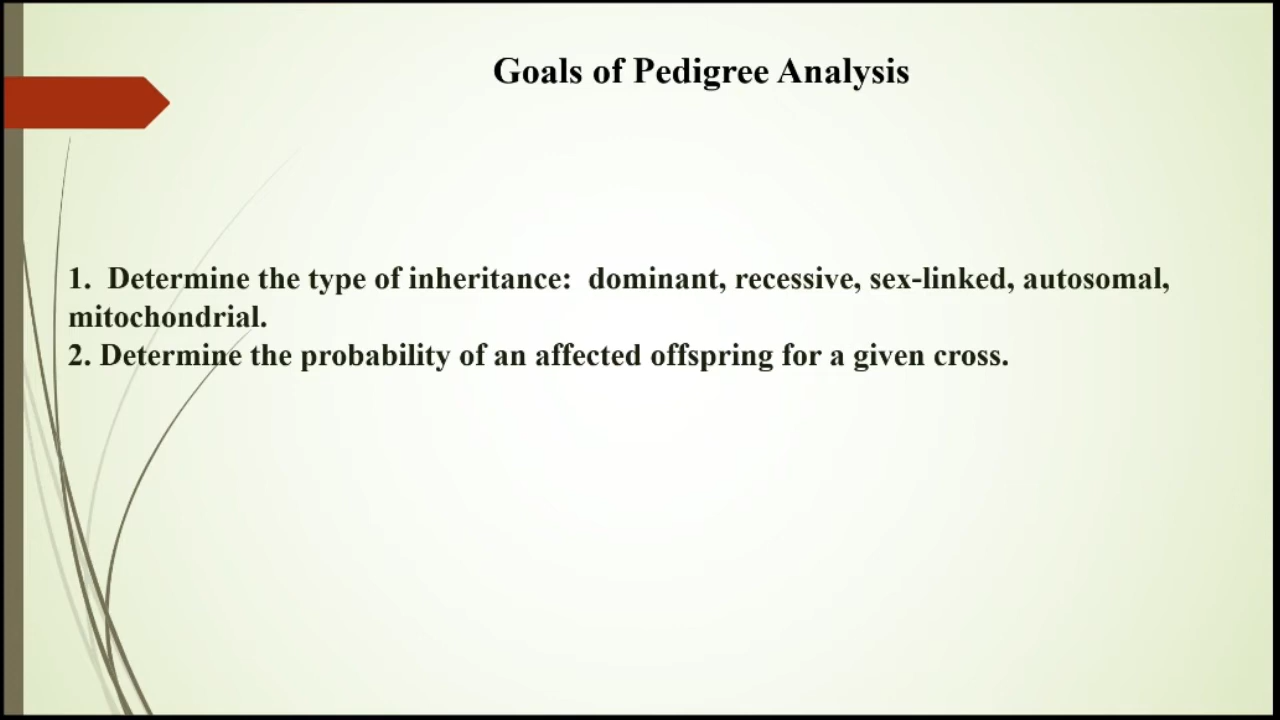 Goals of Pedigree Analysis
1.  Determine the type of inheritance:  dominant, recessive, sex-linked, autosomal,
mitochondrial.
2. Determine the probability of an affected offspring for a given cross.